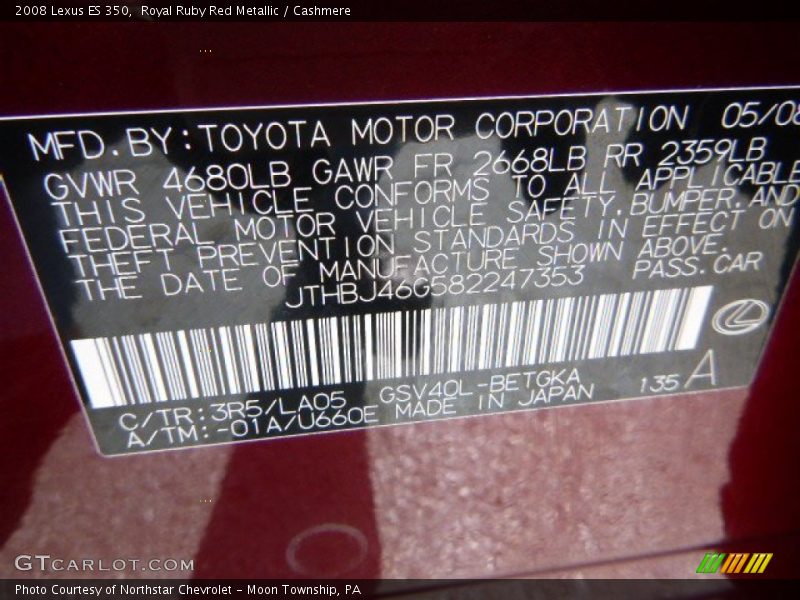 2008 Lexus ES 350,  Royal Ruby Red Metallic / Cashmere
MFD. BY: TOYOTA MOTOR CORPORATION 05/08
GVWR 4680LB GAWR FR 2668LB RR 2359LB
THIS VEHICLE CONFORMS TO ALL APPLICABLE
FEDERAL MOTOR VEHICLE SAFETY, BUMPER, AND
THEFT PREVENTION STANDARDS IN EFFECT ON
THE DATE OF MANUFACTURE SHOWN ABOVE.
JTHBJ46G582247353 PASS. CAR
C/TR: 3R5/LA05 GSV40L-BETGKA 135 A
A/TM: -01A/U660E MADE IN JAPAN
GTCARLOT.COM
Photo Courtesy of Northstar Chevrolet - Moon Township, PA